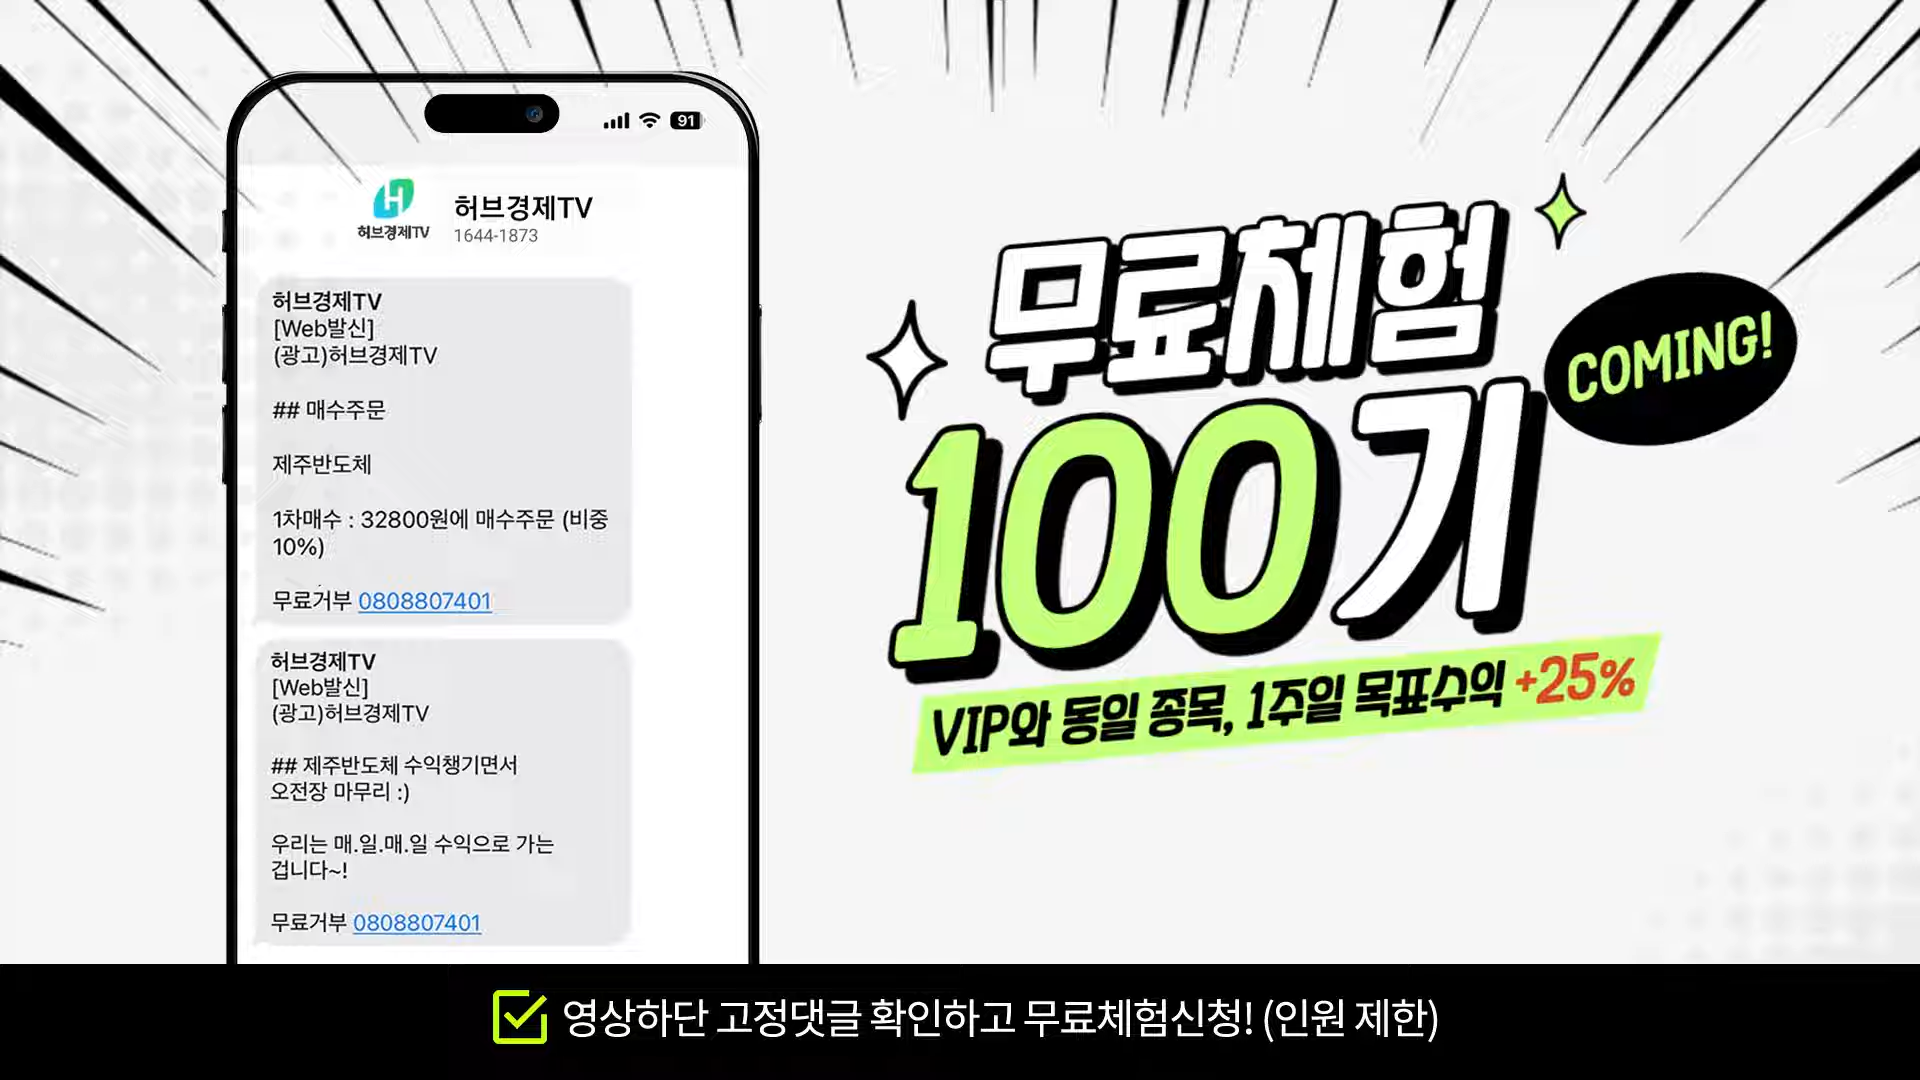 91
허브경제TV
허브경제TV
1644-1873
허브경제TV
[Web발신]
(광고)허브경제TV
## 매수주문
제주반도체
1차매수 : 32800원에 매수주문 (비중
10%)
무료거부 0808807401
허브경제TV
[Web발신]
(광고)허브경제TV
## 제주반도체 수익챙기면서
오전장 마무리 :)
우리는 매.일.매.일 수익으로 가는
겁니다~!
무료거부 0808807401
무료체험
100기
COMING!
VIP와 동일 종목, 1주일 목표수익 +25%
영상하단 고정댓글 확인하고 무료체험신청! (인원 제한)